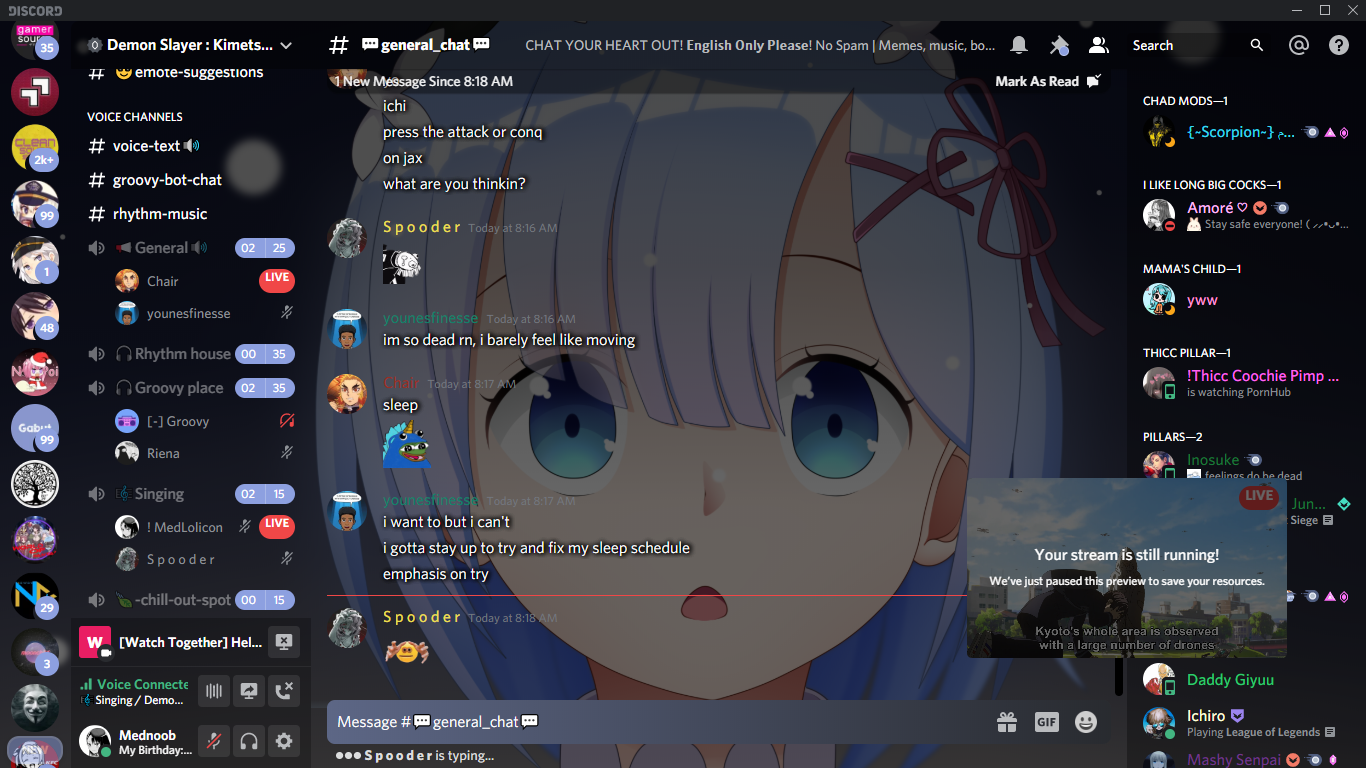 DISCORD
gamer
35
2k+
99
1
48
Gabut
99
29
3
Demon Slayer : Kimets...
# emote-suggestions
VOICE CHANNELS
# voice-text
# groovy-bot-chat
# rhythm-music
General 02 25
Chair LIVE
younesfinesse
Rhythm house 00 35
Groovy place 02 35
[-] Groovy
Riena
Singing 02 15
! MedLolicon LIVE
S p o o d e r
-chill-out-spot 00 15
W [Watch Together] Hel...
Voice Connecte
Singing / Demo...
Mednoob
My Birthday:...
# general_chat
CHAT YOUR HEART OUT! English Only Please! No Spam | Memes, music, bo...
Search
1 New Message Since 8:18 AM
Mark As Read
ichi
press the attack or conq
on jax
what are you thinkin?
S p o o d e r Today at 8:16 AM
younesfinesse Today at 8:16 AM
im so dead rn, i barely feel like moving
Chair Today at 8:17 AM
sleep
younesfinesse Today at 8:17 AM
i want to but i can't
i gotta stay up to try and fix my sleep schedule
emphasis on try
S p o o d e r Today at 8:18 AM
Message # general_chat
GIF
S p o o d e r is typing...
CHAD MODS—1
{~Scorpion~} ...
I LIKE LONG BIG COCKS—1
Amoré ♡
Stay safe everyone!
MAMA'S CHILD—1
yww
THICC PILLAR—1
!Thicc Coochie Pimp ...
is watching PornHub
PILLARS—2
Inosuke
feelings do be dead
Jun...
Siege
LIVE
Your stream is still running!
We've just paused this preview to save your resources.
Kyoto's whole area is observed
with a large number of drones
Daddy Giyuu
Ichiro
Playing League of Legends
Mashy Senpai